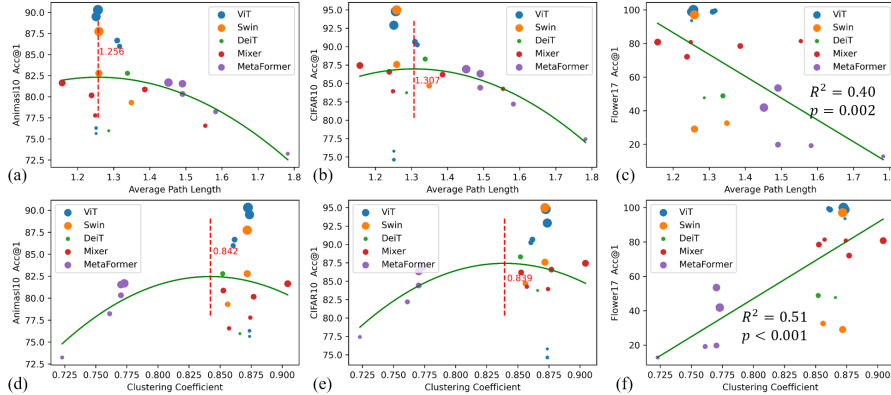 90.0
87.5
85.0
82.5
80.0
77.5
75.0
72.5
Animasl10 Acc@1
1.256
ViT
Swin
DeiT
Mixer
MetaFormer
1.2 1.3 1.4 1.5 1.6 1.7 1.8
Average Path Length
(a)
95.0
92.5
90.0
87.5
85.0
82.5
80.0
77.5
75.0
CIFAR10 Acc@1
1.307
ViT
Swin
DeiT
Mixer
MetaFormer
1.2 1.3 1.4 1.5 1.6 1.7 1.8
Average Path Length
(b)
100
80
60
40
20
Flower17 Acc@1
ViT
Swin
DeiT
Mixer
MetaFormer
R² = 0.40
p = 0.002
1.2 1.3 1.4 1.5 1.6 1.7 1.8
Average Path Length
(c)
90.0
87.5
85.0
82.5
80.0
77.5
75.0
72.5
Animasl10 Acc@1
ViT
Swin
DeiT
Mixer
MetaFormer
0.842
0.725 0.750 0.775 0.800 0.825 0.850 0.875 0.900
Clustering Coefficient
(d)
95.0
92.5
90.0
87.5
85.0
82.5
80.0
77.5
75.0
CIFAR10 Acc@1
ViT
Swin
DeiT
Mixer
MetaFormer
0.839
0.725 0.750 0.775 0.800 0.825 0.850 0.875 0.900
Clustering Coefficient
(e)
100
80
60
40
20
Flower17 Acc@1
ViT
Swin
DeiT
Mixer
MetaFormer
R² = 0.51
p < 0.001
0.725 0.750 0.775 0.800 0.825 0.850 0.875 0.900
Clustering Coefficient
(f)